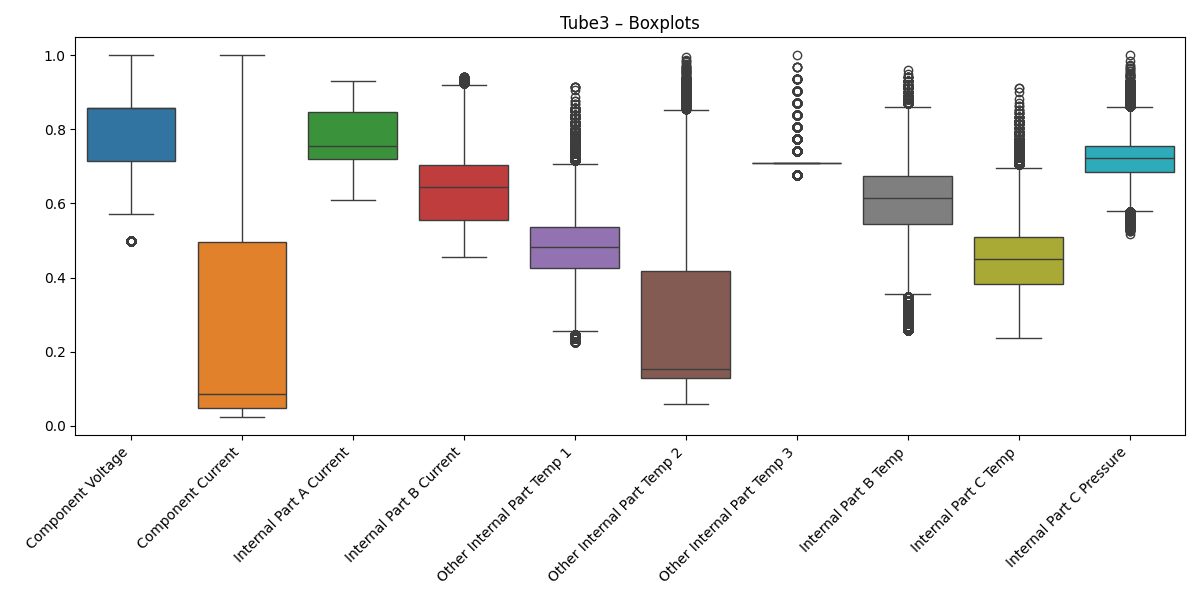 Tube3 – Boxplots
1.0
0.8
0.6
0.4
0.2
0.0
Component Voltage
Component Current
Internal Part A Current
Internal Part B Current
Other Internal Part Temp 1
Other Internal Part Temp 2
Other Internal Part Temp 3
Internal Part B Temp
Internal Part C Temp
Internal Part C Pressure